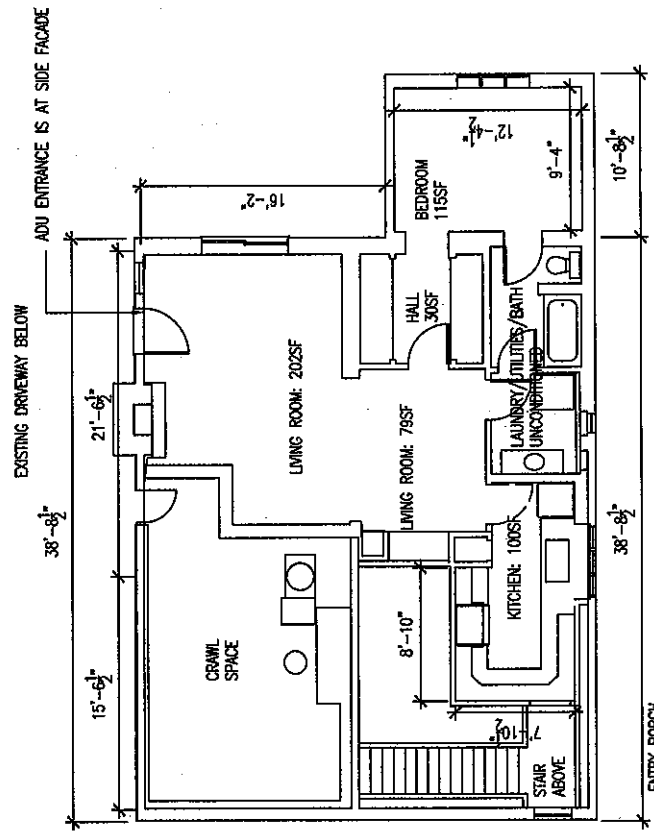 ADU ENTRANCE IS AT SIDE FACADE
EXISTING DRIVEWAY BELOW
38'-8½"
21'-6½"
15'-6½"
16'-2"
LIVING ROOM: 202SF
BEDROOM
115SF
12'-4½"
9'-4"
10'-8½"
HALL
30SF
LIVING ROOM: 79SF
LAUNDRY/UTILITIES/BATH
UNCONDITIONED
CRAWL
SPACE
8'-10"
KITCHEN: 100SF
7'-10½"
STAIR
ABOVE
38'-8½"
ENTRY PORCH